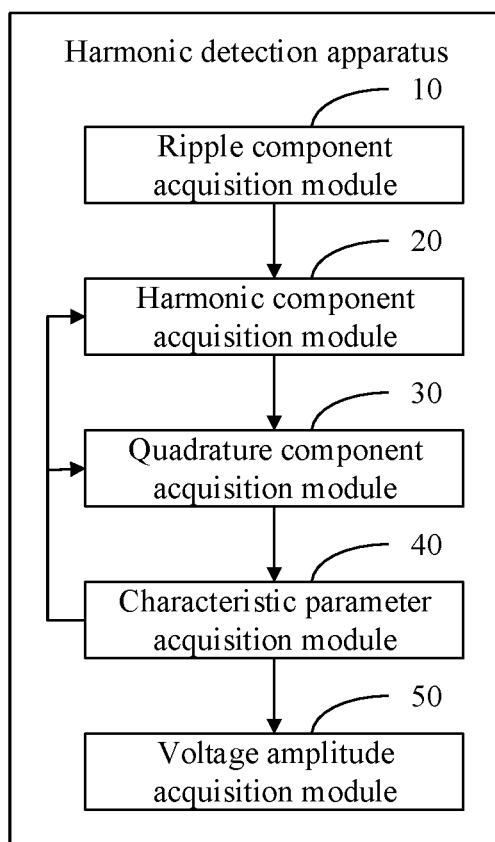 Harmonic detection apparatus
10
Ripple component
acquisition module
20
Harmonic component
acquisition module
30
Quadrature component
acquisition module
40
Characteristic parameter
acquisition module
50
Voltage amplitude
acquisition module